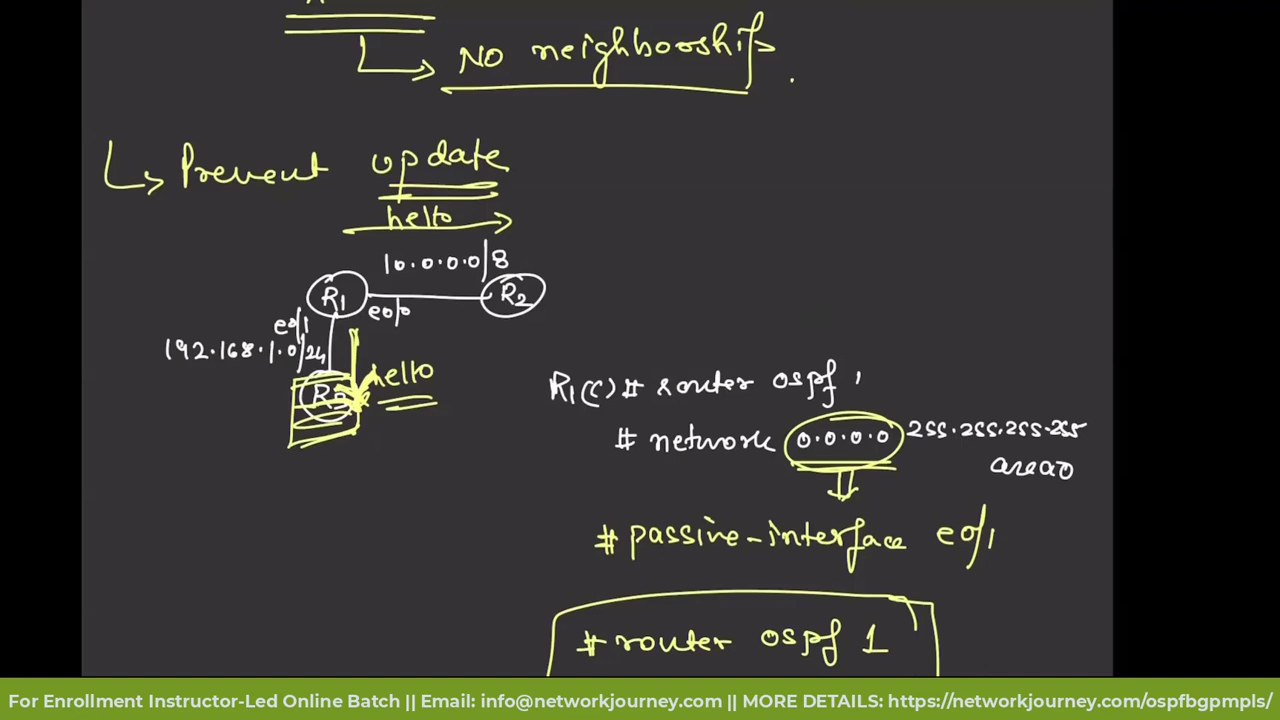 No neighboorship
Prevent update
hello
10.0.0.0/8
R1
R2
e0/0
e0/1
192.168.1.0/24
hello
R1(c)# router ospf 1
# network 0.0.0.0 255.255.255.255
area 0
# passive-interface e0/1
# router ospf 1
For Enrollment Instructor-Led Online Batch || Email: info@networkjourney.com || MORE DETAILS: https://networkjourney.com/ospfbgpmpls/